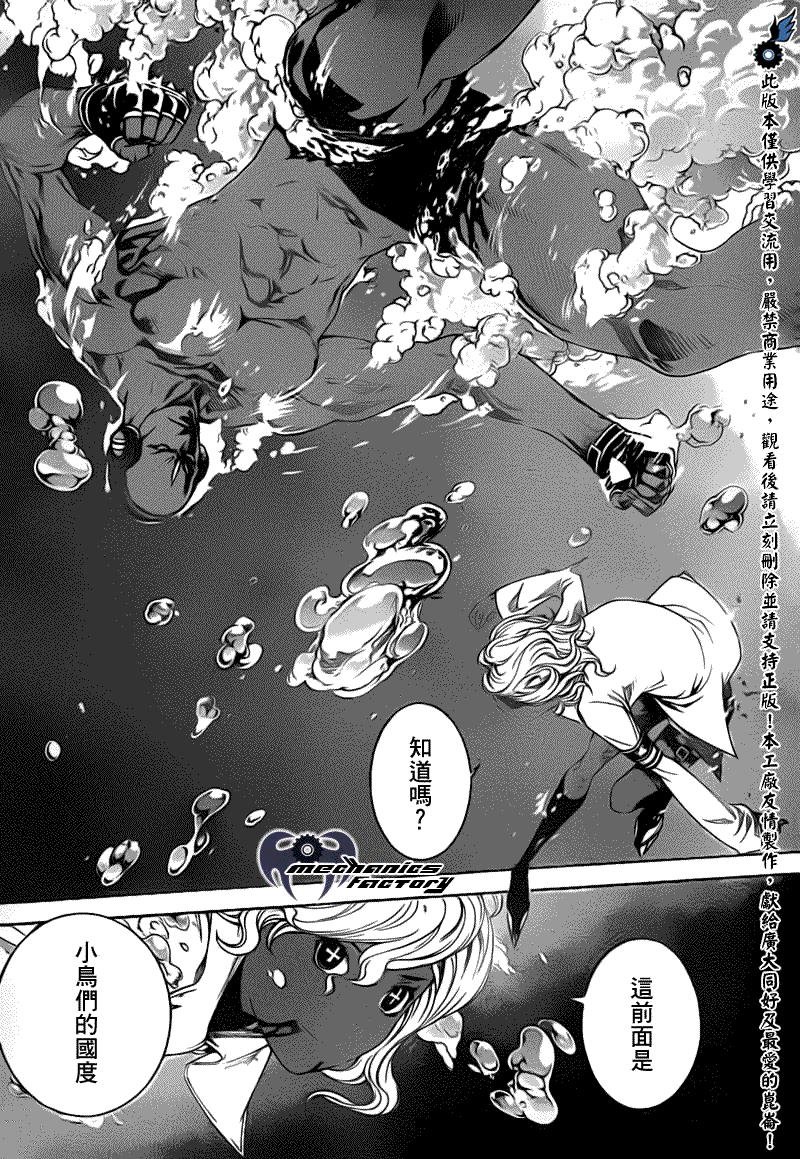 此版本僅供學習交流用，嚴禁商業用途，觀看後請立刻刪除並請支持正版！本工廠友情製作，獻給廣大同好及最愛的崑崙！
知道嗎？
mechanics
factory
這前面是
小鳥們的國度